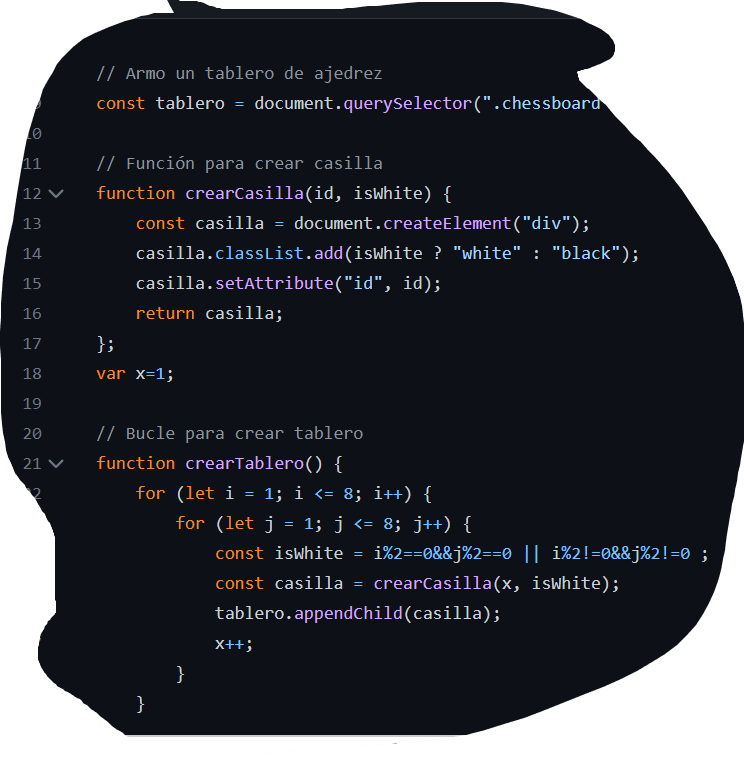 // Armo un tablero de ajedrez
const tablero = document.querySelector(".chessboard
11 // Función para crear casilla
12 function crearCasilla(id, isWhite) {
13 const casilla = document.createElement("div");
14 casilla.classList.add(isWhite ? "white" : "black");
15 casilla.setAttribute("id", id);
16 return casilla;
17 };
18 var x=1;
19
20 // Bucle para crear tablero
21 function crearTablero() {
for (let i = 1; i <= 8; i++) {
for (let j = 1; j <= 8; j++) {
const isWhite = i%2==0&&j%2==0 || i%2!=0&&j%2!=0 ;
const casilla = crearCasilla(x, isWhite);
tablero.appendChild(casilla);
x++;
}
}